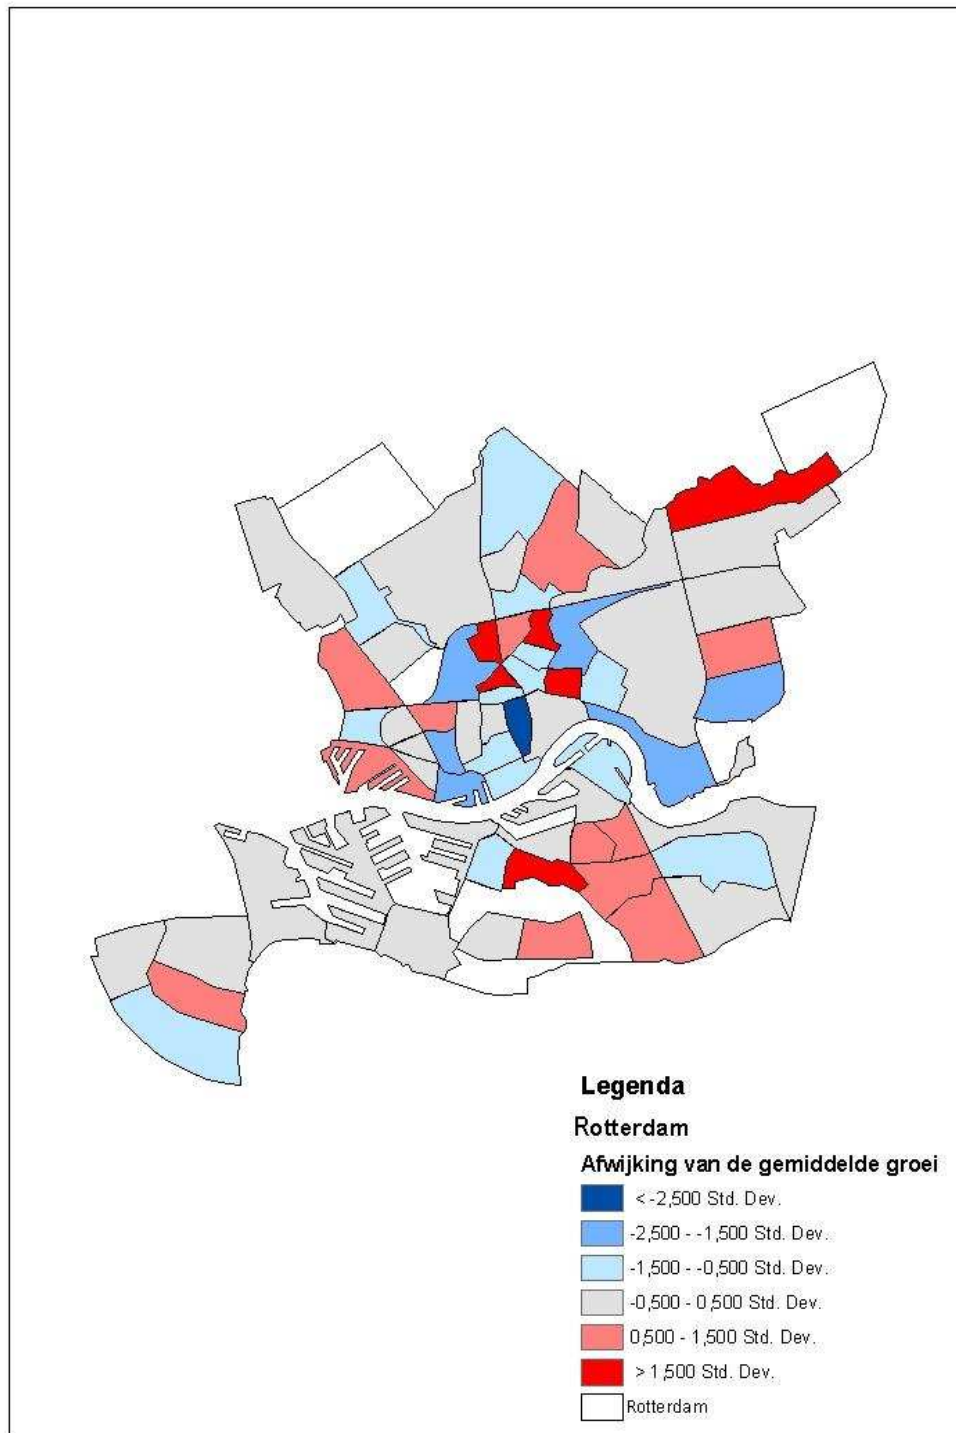 Legenda
Rotterdam
Afwijking van de gemiddelde groei
< -2,500 Std. Dev.
-2,500 - -1,500 Std. Dev.
-1,500 - -0,500 Std. Dev.
-0,500 - 0,500 Std. Dev.
0,500 - 1,500 Std. Dev.
> 1,500 Std. Dev.
Rotterdam